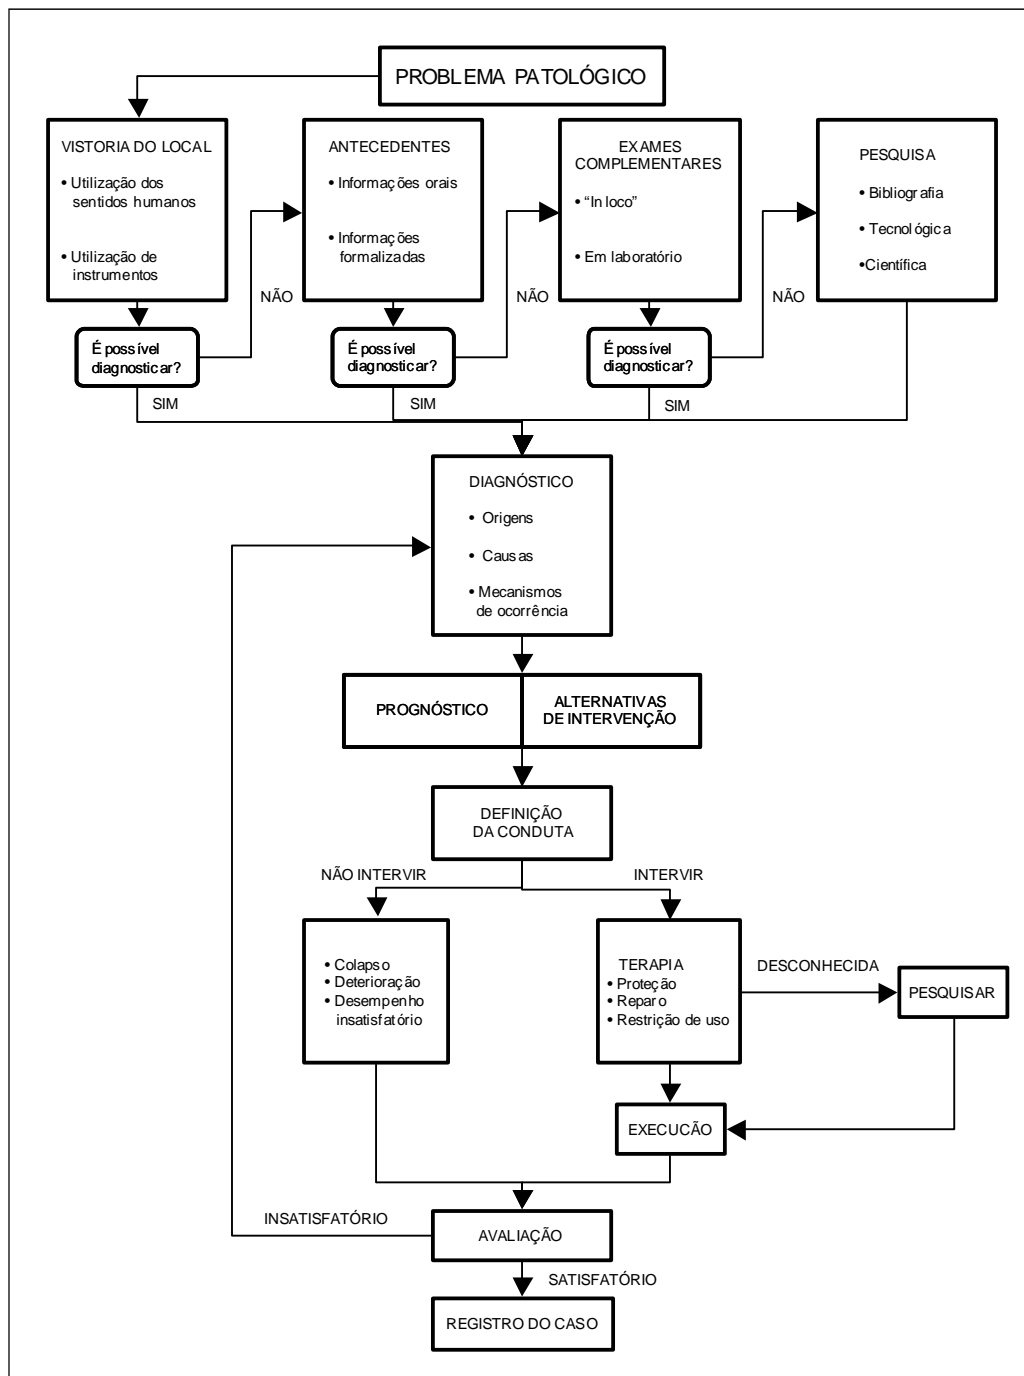 PROBLEMA PATOLÓGICO
VISTORIA DO LOCAL
• Utilização dos
sentidos humanos
• Utilização de
instrumentos
ANTECEDENTES
• Informações orais
• Informações
formalizadas
EXAMES
COMPLEMENTARES
• “In loco”
• Em laboratório
PESQUISA
• Bibliografia
• Tecnológica
•Científica
NÃO
NÃO
NÃO
É possível
diagnosticar?
É possível
diagnosticar?
É possível
diagnosticar?
SIM
SIM
SIM
DIAGNÓSTICO
• Origens
• Causas
• Mecanismos
de ocorrência
PROGNÓSTICO
ALTERNATIVAS
DE INTERVENÇÃO
DEFINIÇÃO
DA CONDUTA
NÃO INTERVIR
INTERVIR
• Colapso
• Deterioração
• Desempenho
insatisfatório
TERAPIA
• Proteção
• Reparo
• Restrição de uso
DESCONHECIDA
PESQUISAR
EXECUCÃO
INSATISFATÓRIO
AVALIAÇÃO
SATISFATÓRIO
REGISTRO DO CASO